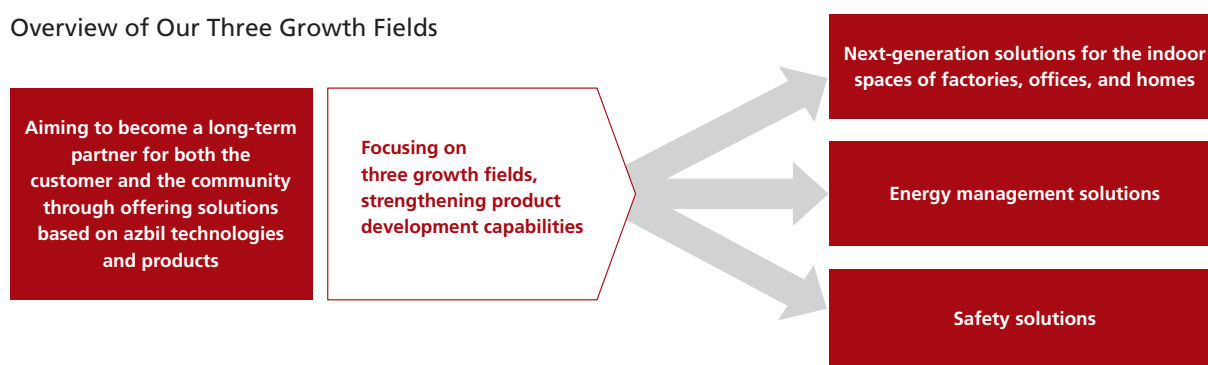 Overview of Our Three Growth Fields
Aiming to become a long-term
partner for both the
customer and the community
through offering solutions
based on azbil technologies
and products
Focusing on
three growth fields,
strengthening product
development capabilities
Next-generation solutions for the indoor
spaces of factories, offices, and homes
Energy management solutions
Safety solutions